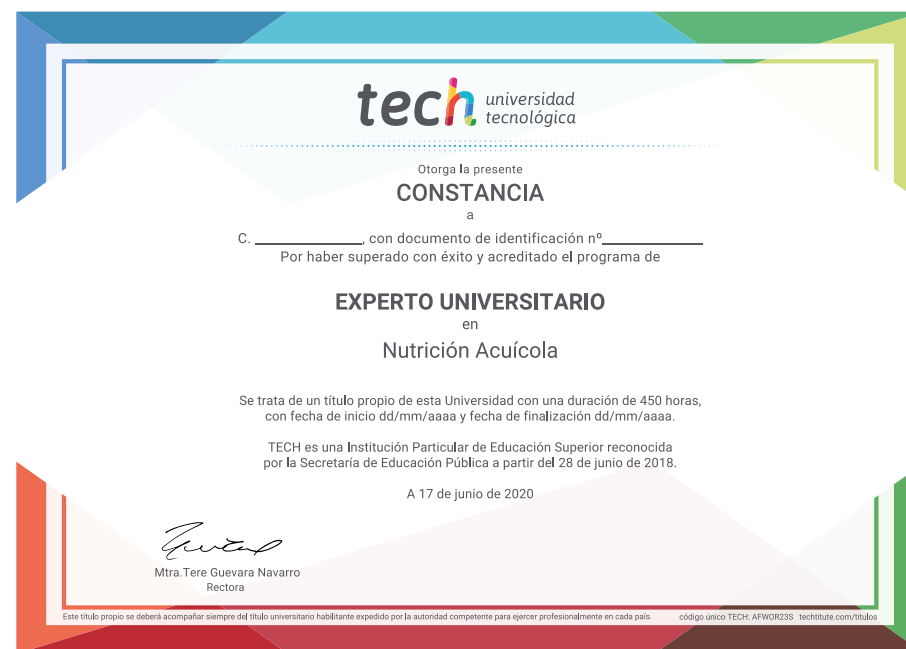 tech universidad
tecnológica
Otorga la presente
CONSTANCIA
a
C. ____________, con documento de identificación nº____________
Por haber superado con éxito y acreditado el programa de
EXPERTO UNIVERSITARIO
en
Nutrición Acuícola
Se trata de un título propio de esta Universidad con una duración de 450 horas,
con fecha de inicio dd/mm/aaaa y fecha de finalización dd/mm/aaaa.
TECH es una Institución Particular de Educación Superior reconocida
por la Secretaría de Educación Pública a partir del 28 de junio de 2018.
A 17 de junio de 2020
Mtra.Tere Guevara Navarro
Rectora
Este título propio se deberá acompañar siempre del título universitario habilitante expedido por la autoridad competente para ejercer profesionalmente en cada país. código único TECH: AFWOR23S techtitute.com/titulos